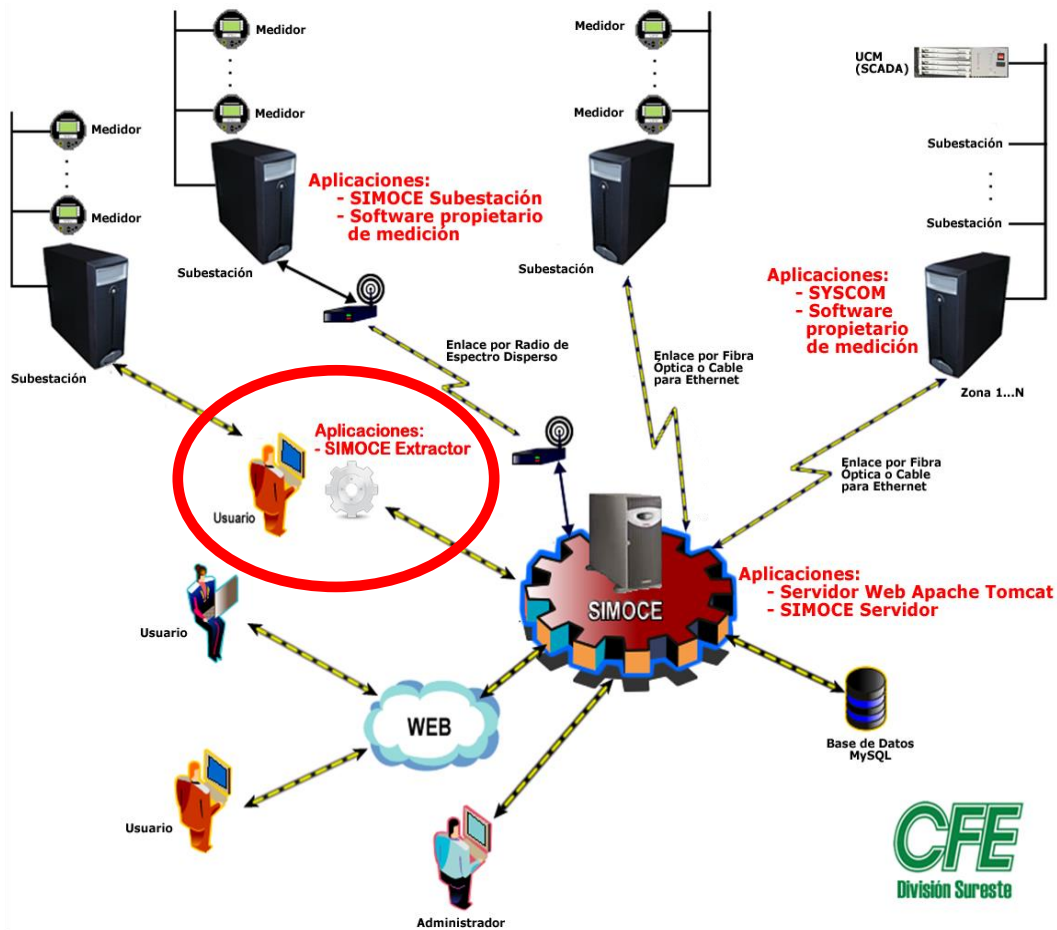 Medidor
Medidor
Medidor
Medidor
Medidor
Medidor
UCM
(SCADA)
Subestación
Subestación
Aplicaciones:
- SIMOCE Subestación
- Software propietario
de medición
Subestación
Subestación
Subestación
Aplicaciones:
- SYSCOM
- Software
propietario
de medición
Zona 1...N
Enlace por Radio de
Espectro Disperso
Enlace por Fibra
Óptica o Cable
para Ethernet
Enlace por Fibra
Óptica o Cable
para Ethernet
Aplicaciones:
- SIMOCE Extractor
Usuario
SIMOCE
Aplicaciones:
- Servidor Web Apache Tomcat
- SIMOCE Servidor
Usuario
WEB
Base de Datos
MySQL
Usuario
Administrador
CFE
División Sureste